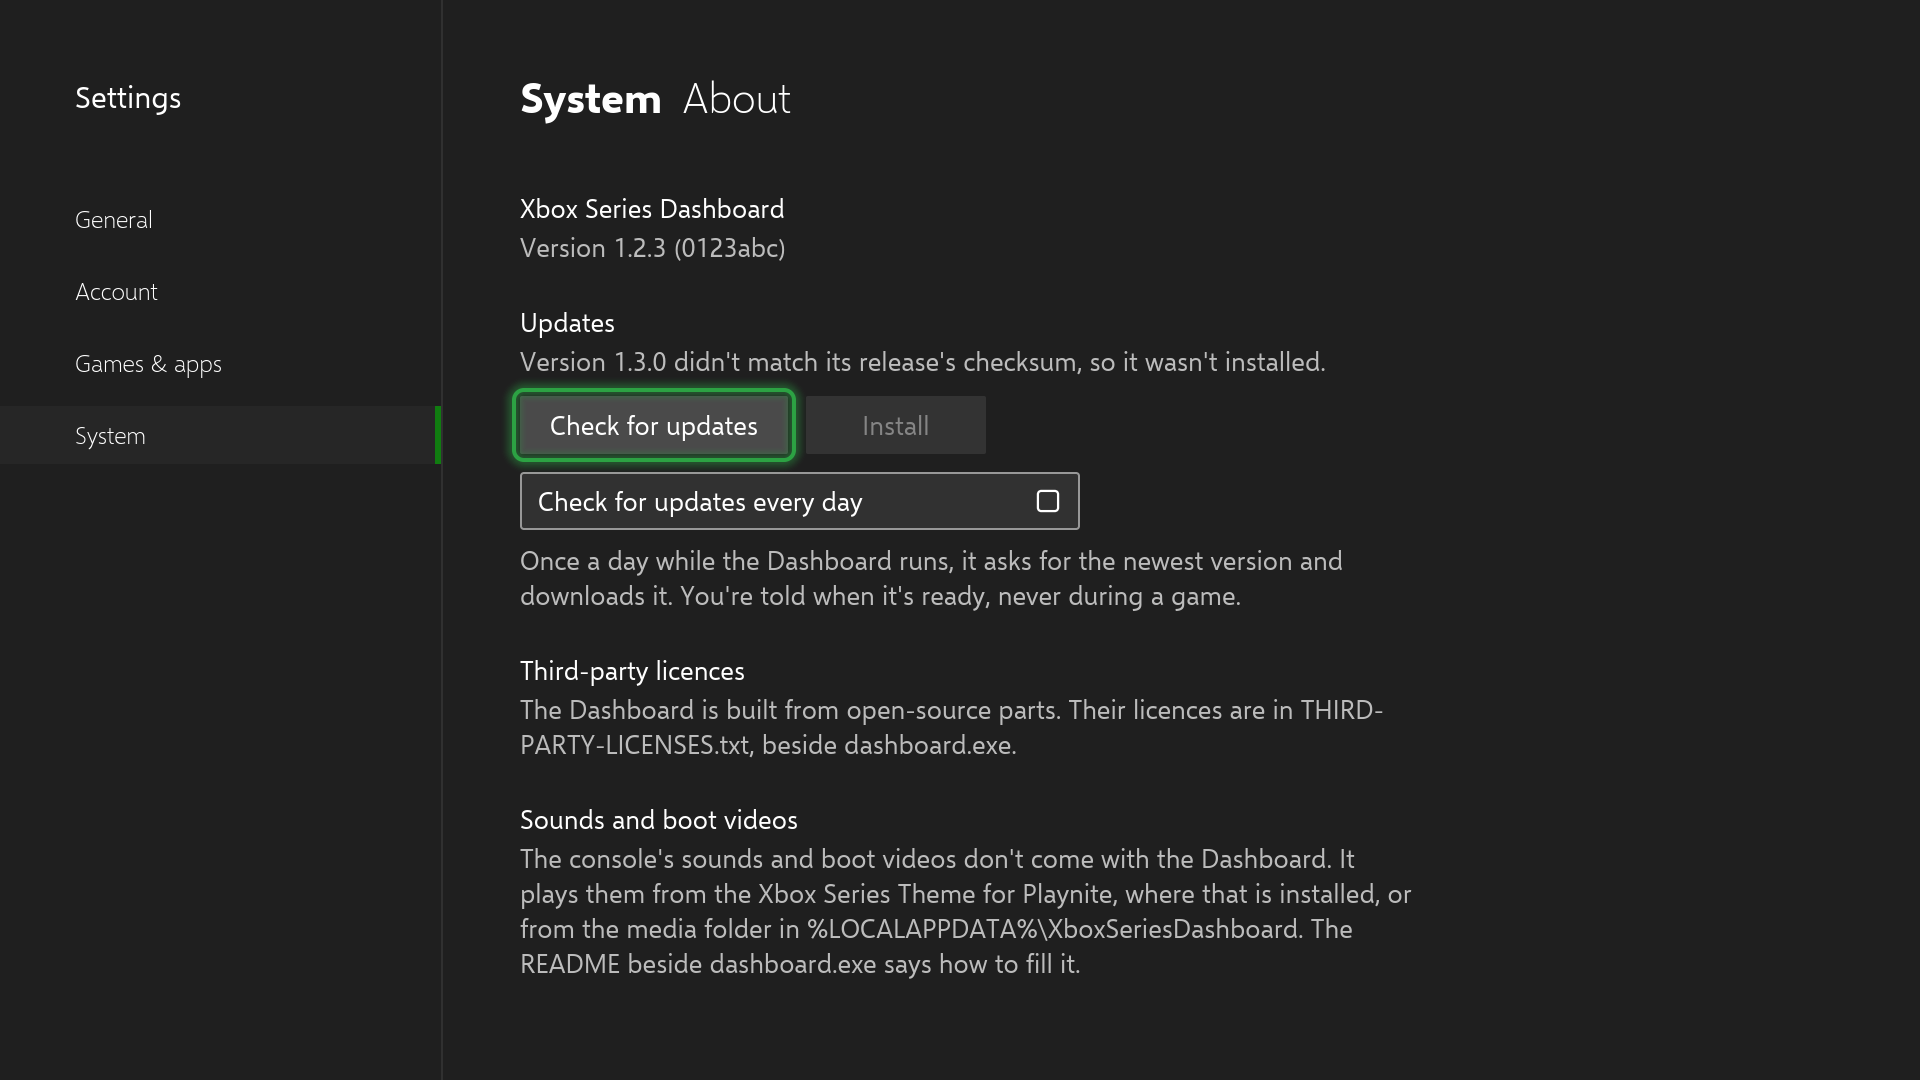 Settings
General
Account
Games & apps
System
System About
Xbox Series Dashboard
Version 1.2.3 (0123abc)
Updates
Version 1.3.0 didn't match its release's checksum, so it wasn't installed.
Check for updates
Install
Check for updates every day
Once a day while the Dashboard runs, it asks for the newest version and
downloads it. You're told when it's ready, never during a game.
Third-party licences
The Dashboard is built from open-source parts. Their licences are in THIRD-
PARTY-LICENSES.txt, beside dashboard.exe.
Sounds and boot videos
The console's sounds and boot videos don't come with the Dashboard. It
plays them from the Xbox Series Theme for Playnite, where that is installed, or
from the media folder in %LOCALAPPDATA%\XboxSeriesDashboard. The
README beside dashboard.exe says how to fill it.